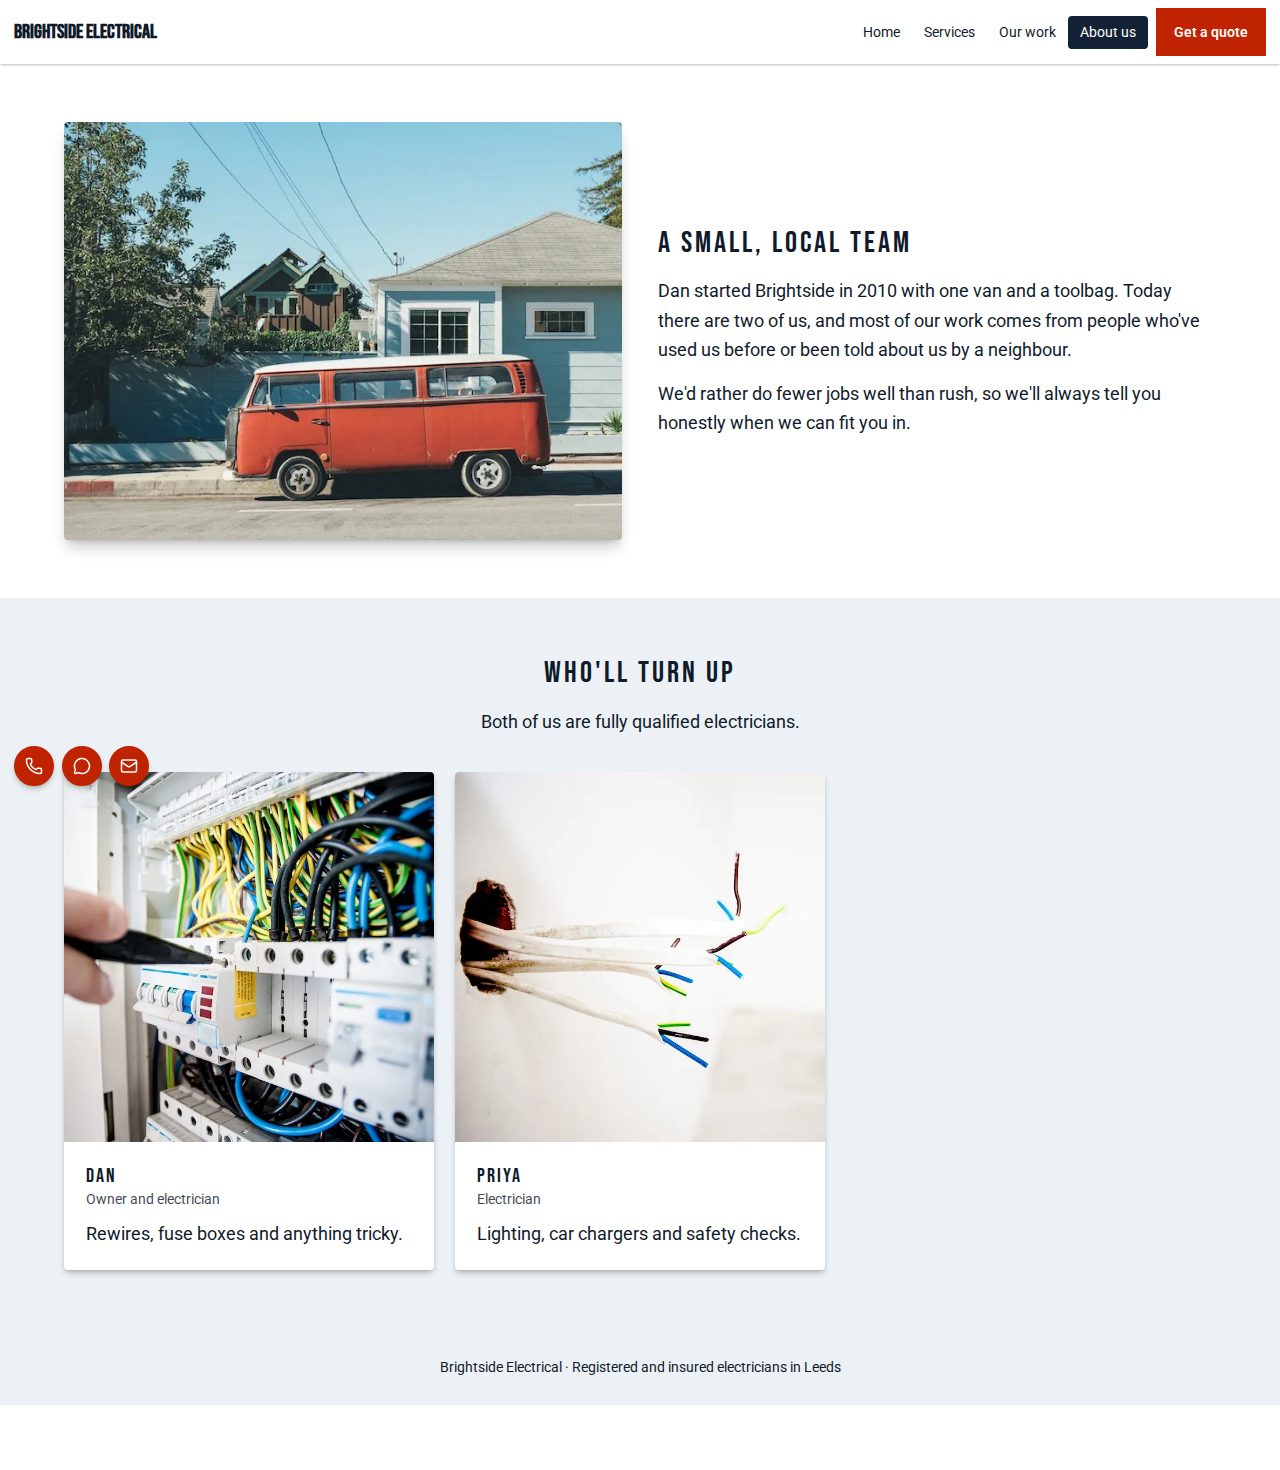 BRIGHTSIDE ELECTRICAL
Home
Services
Our work
About us
Get a quote
A SMALL, LOCAL TEAM
Dan started Brightside in 2010 with one van and a toolbag. Today
there are two of us, and most of our work comes from people who've
used us before or been told about us by a neighbour.
We'd rather do fewer jobs well than rush, so we'll always tell you
honestly when we can fit you in.
WHO'LL TURN UP
Both of us are fully qualified electricians.
DAN
Owner and electrician
Rewires, fuse boxes and anything tricky.
PRIYA
Electrician
Lighting, car chargers and safety checks.
Brightside Electrical · Registered and insured electricians in Leeds